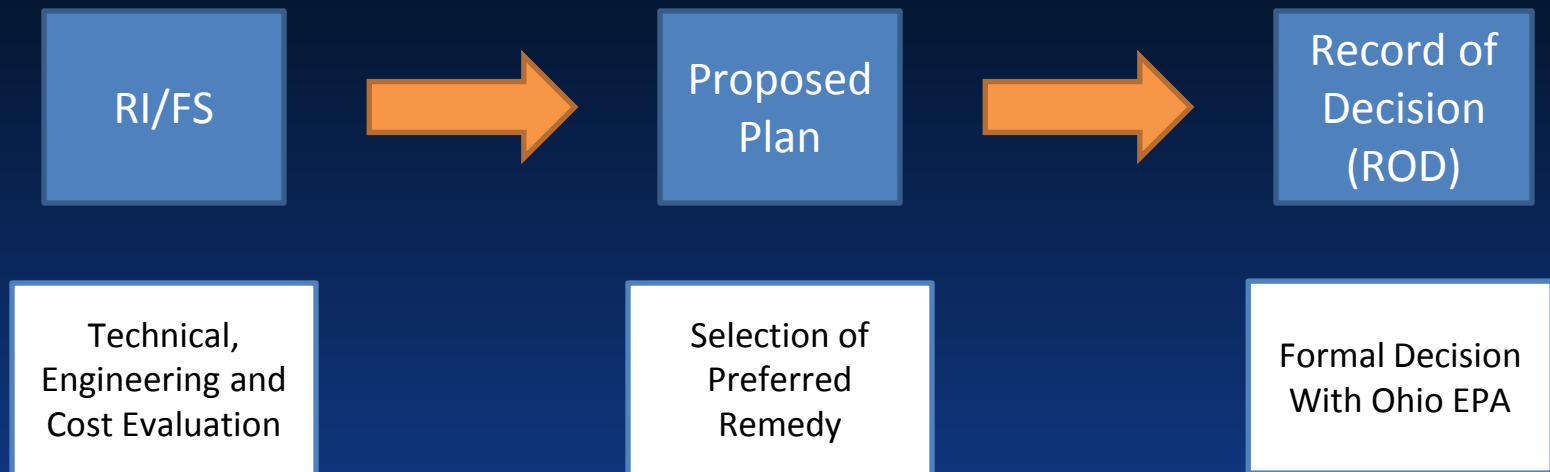 RI/FS
Proposed
Plan
Record of
Decision
(ROD)
Technical,
Engineering and
Cost Evaluation
Selection of
Preferred
Remedy
Formal Decision
With Ohio EPA